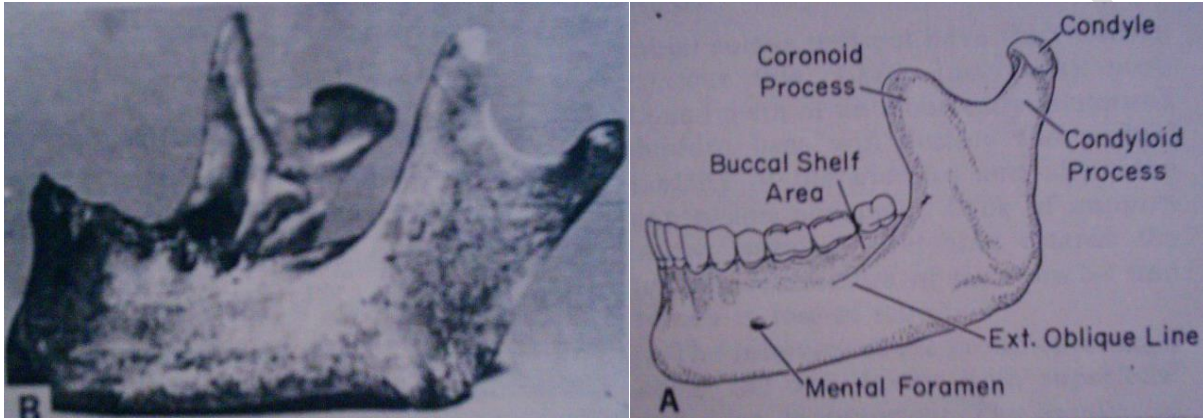 B
Condyle
Coronoid
Process
Condyloid
Process
Buccal Shelf
Area
Ext. Oblique Line
Mental Foramen
A